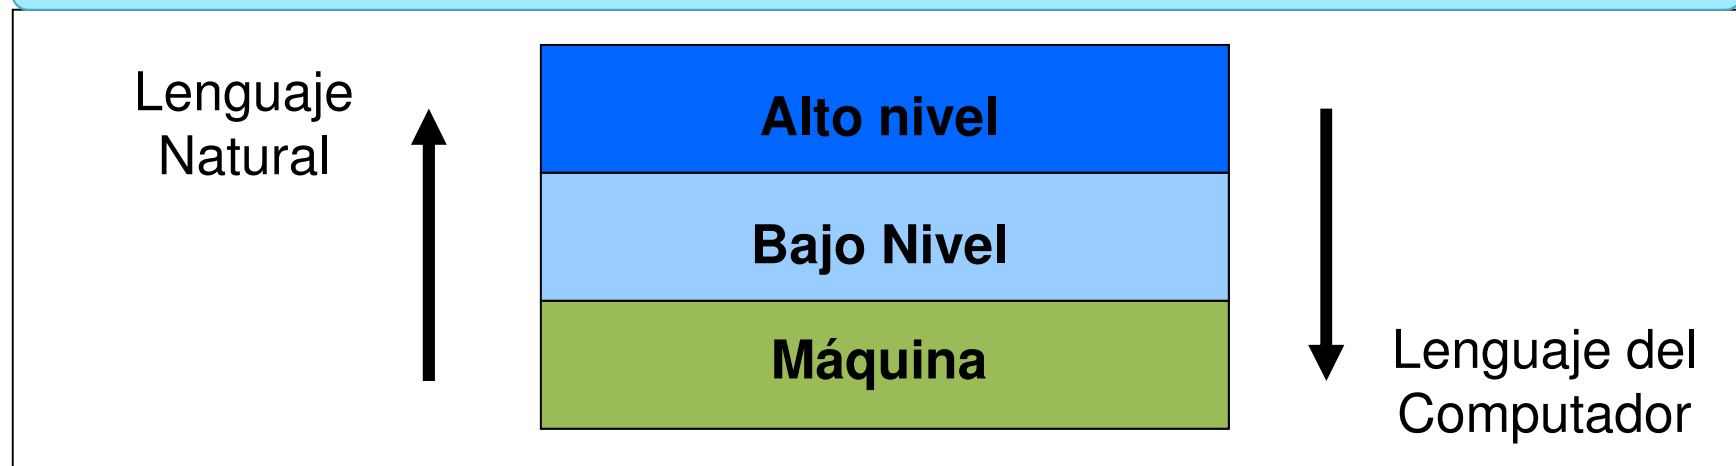 Lenguaje
Natural
Alto nivel
Bajo Nivel
Máquina
Lenguaje del
Computador